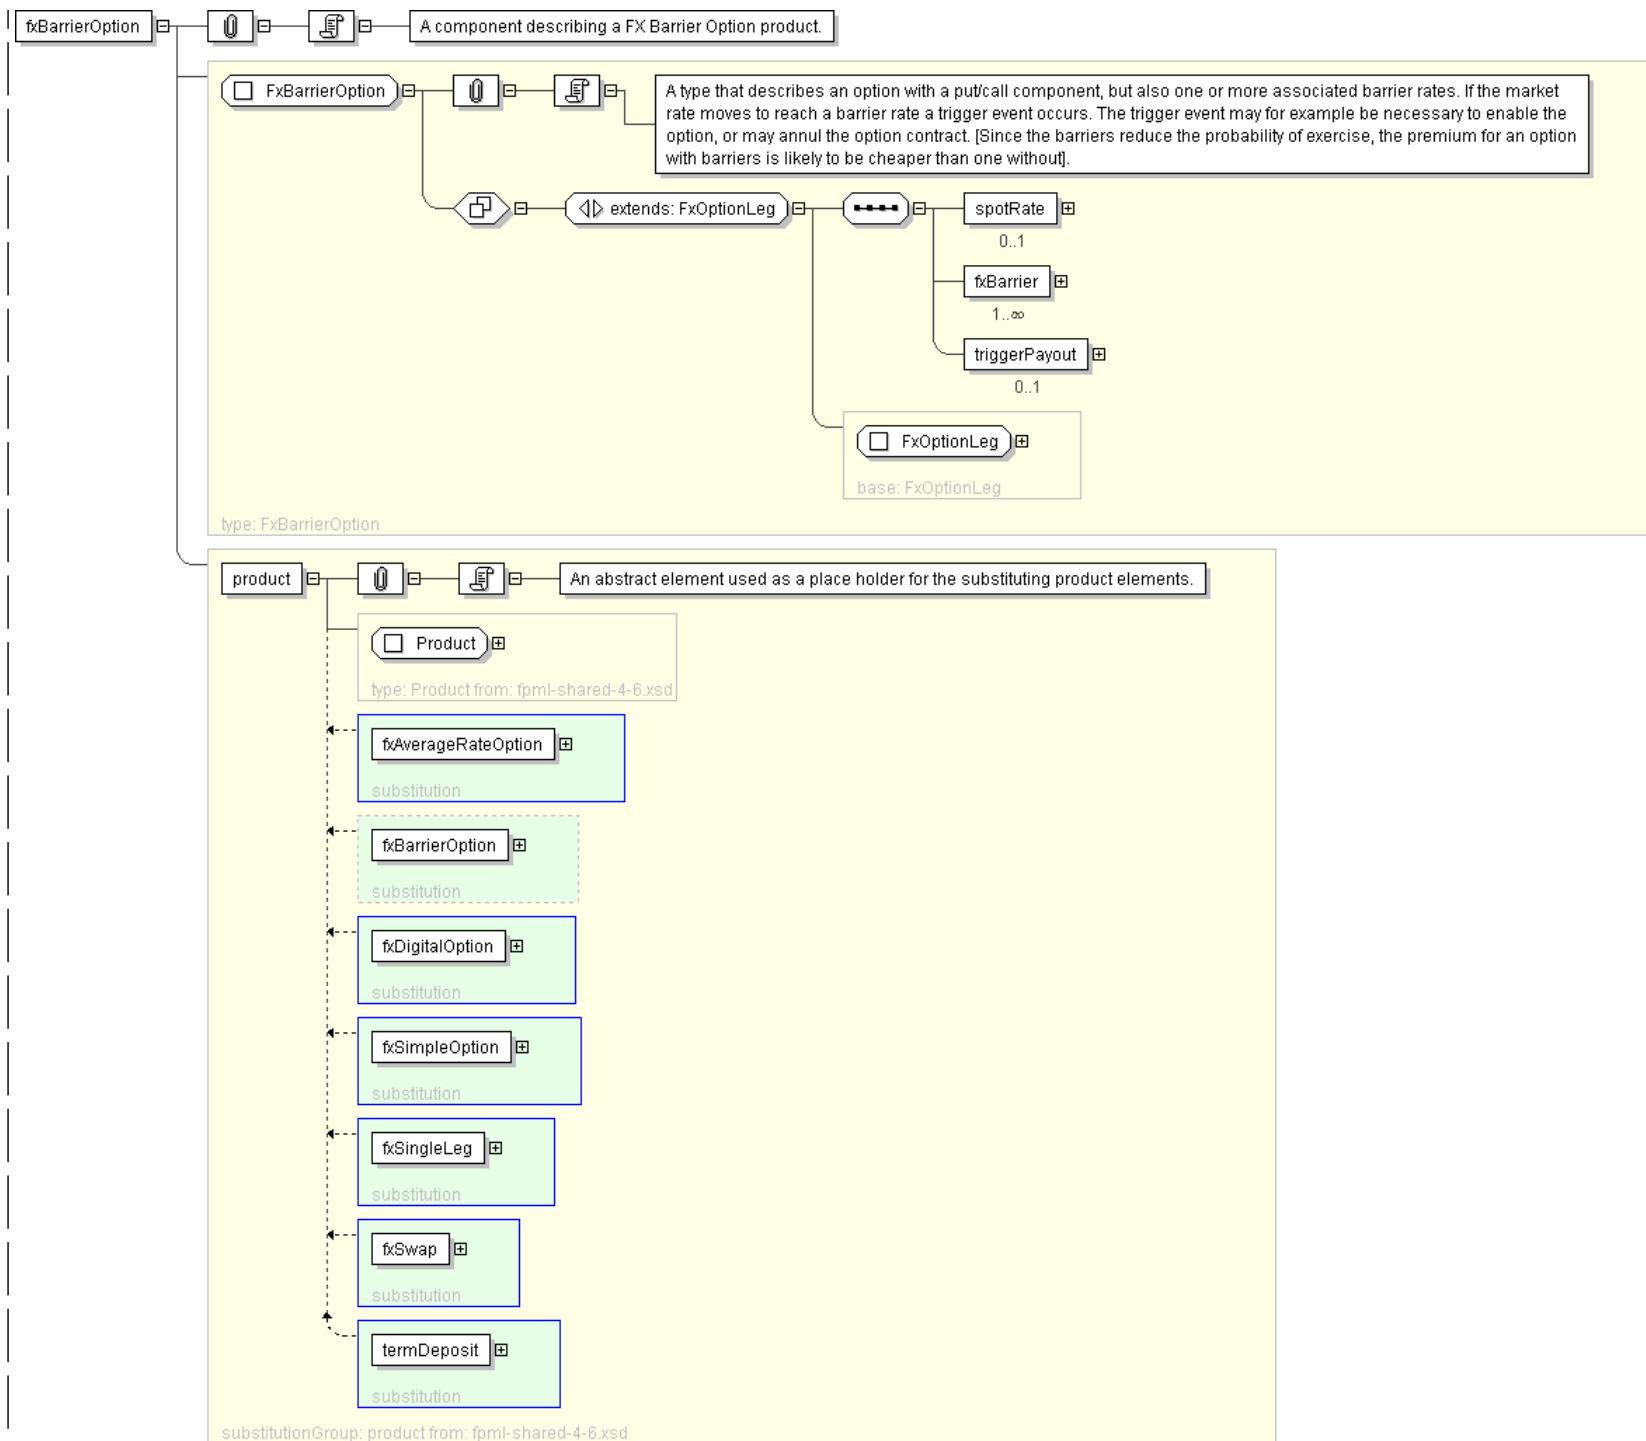 fxBarrierOption
A component describing a FX Barrier Option product.
FxBarrierOption
A type that describes an option with a put/call component, but also one or more associated barrier rates. If the market
rate moves to reach a barrier rate a trigger event occurs. The trigger event may for example be necessary to enable the
option, or may annul the option contract. [Since the barriers reduce the probability of exercise, the premium for an option
with barriers is likely to be cheaper than one without].
extends: FxOptionLeg
spotRate
0..1
fxBarrier
1..∞
triggerPayout
0..1
FxOptionLeg
base: FxOptionLeg
type: FxBarrierOption
product
An abstract element used as a place holder for the substituting product elements.
Product
type: Product from: fpml-shared-4-6.xsd
fxAverageRateOption
substitution
fxBarrierOption
substitution
fxDigitalOption
substitution
fxSimpleOption
substitution
fxSingleLeg
substitution
fxSwap
substitution
termDeposit
substitution
substitutionGroup: product from: fpml-shared-4-6.xsd